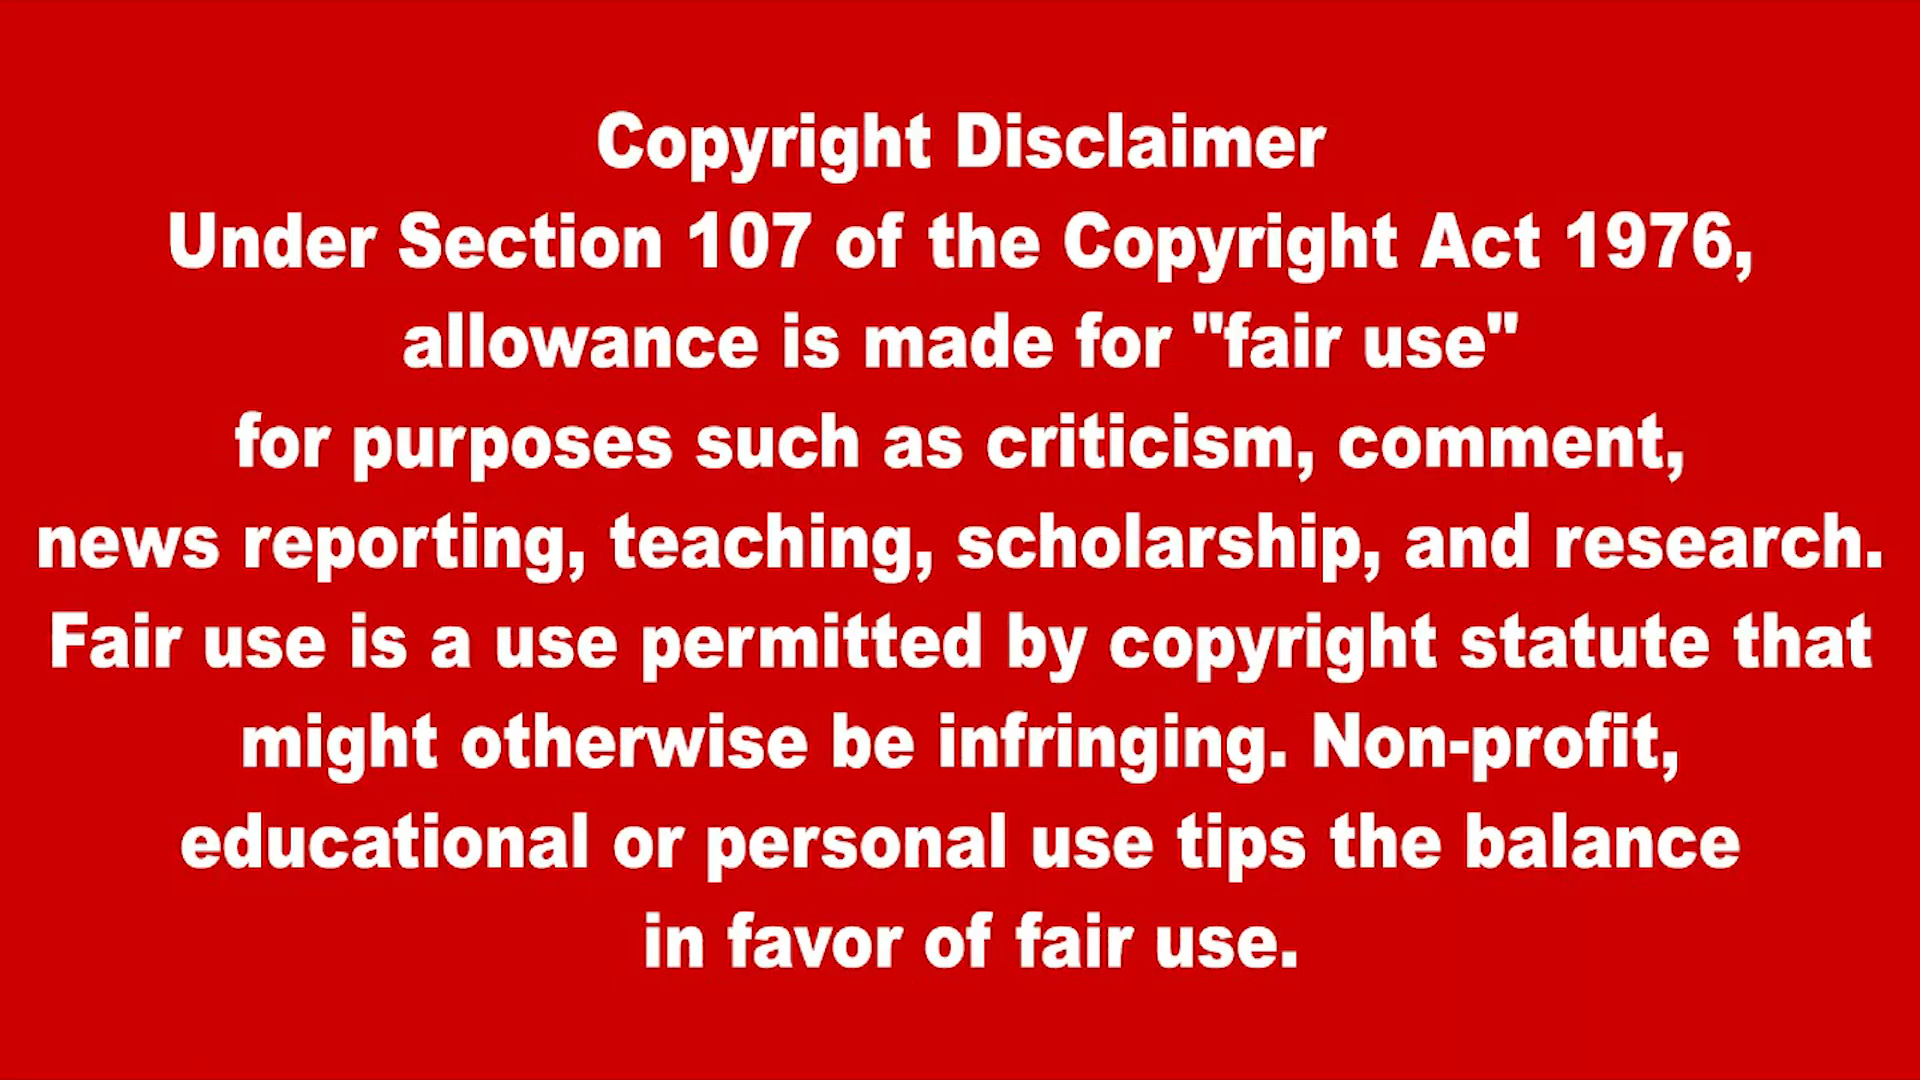 Copyright Disclaimer
Under Section 107 of the Copyright Act 1976,
allowance is made for "fair use"
for purposes such as criticism, comment,
news reporting, teaching, scholarship, and research.
Fair use is a use permitted by copyright statute that
might otherwise be infringing. Non-profit,
educational or personal use tips the balance
in favor of fair use.